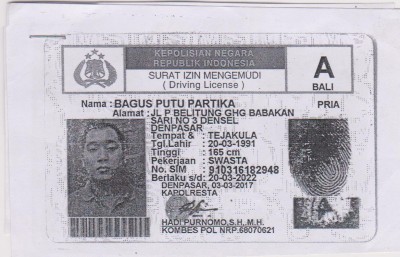 KEPOLISIAN NEGARA
REPUBLIK INDONESIA
SURAT IZIN MENGEMUDI
( Driving License )
A
BALI
Nama : BAGUS PUTU PARTIKA
PRIA
Alamat : JL P BELITUNG GHG BABAKAN
SARI NO 3 DENSEL
DENPASAR
Tempat & : TEJAKULA
Tgl.Lahir : 20-03-1991
Tinggi : 165 cm
Pekerjaan : SWASTA
No. SIM : 910316182948
Berlaku s/d : 20-03-2022
DENPASAR, 03-03-2017
KAPOLRESTA
HADI PURNOMO,S.H.,M.H.
KOMBES POL NRP.68070621
A